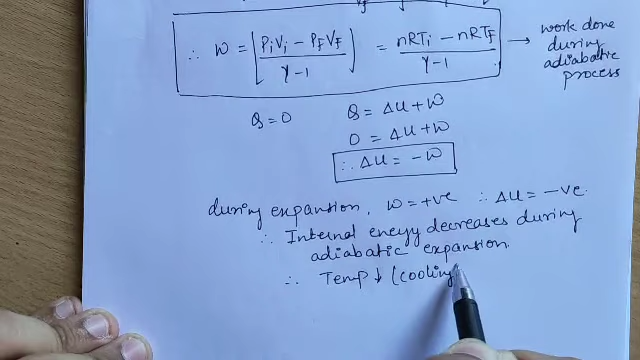 ∴ W = [PiVi − PfVf / γ−1] = nRTi − nRTf / γ−1 → work done during adiabatic process
Q = 0 Q = ΔU + W
0 = ΔU + W
∴ ΔU = −W
during expansion, W = +ve ∴ ΔU = −ve.
∴ Internal eneyy decreases during
adiabatic expansion.
∴ Temp ↓ (cooling